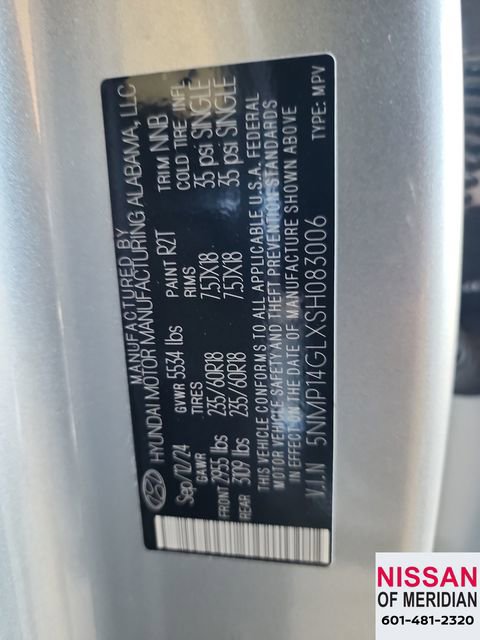 MANUFACTURED BY
HYUNDAI MOTOR MANUFACTURING ALABAMA, LLC
Sep/12/24 GVWR 5534 lbs PAINT R2T TRIM NNB
GAWR TIRES RIMS COLD TIRE INFL
FRONT 2955 lbs 235/60R18 7.5JX18 35 psi SINGLE
REAR 3109 lbs 235/60R18 7.5JX18 35 psi SINGLE
THIS VEHICLE CONFORMS TO ALL APPLICABLE U.S.A. FEDERAL
MOTOR VEHICLE SAFETY AND THEFT PREVENTION STANDARDS
IN EFFECT ON THE DATE OF MANUFACTURE SHOWN ABOVE
V.I.N 5NMP14GLXSH083006 TYPE: MPV
NISSAN
OF MERIDIAN
601-481-2320